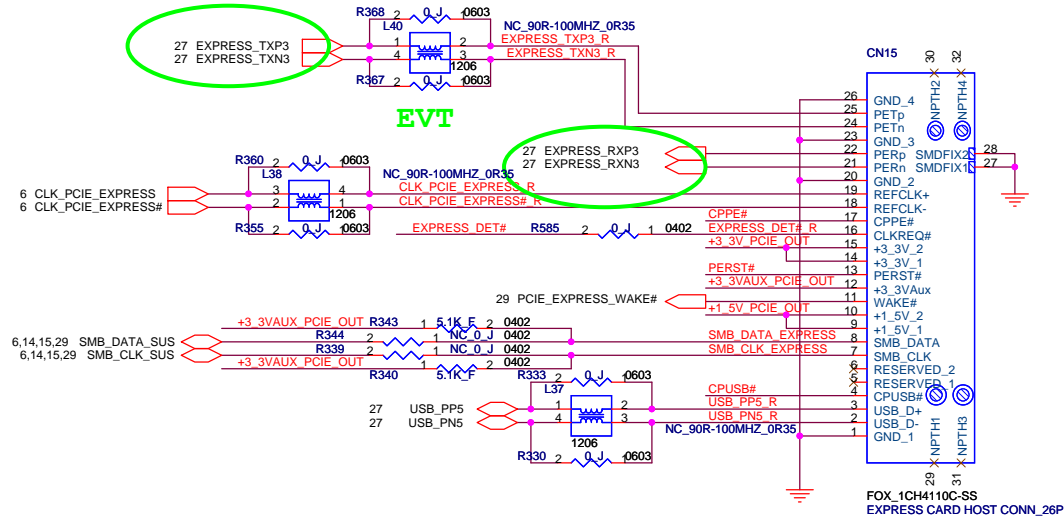 R368 2 0_J 1 0603
L40
NC_90R-100MHZ_0R35
27 EXPRESS_TXP3 1 2 EXPRESS_TXP3_R
27 EXPRESS_TXN3 4 3 EXPRESS_TXN3_R
1206
R367 2 0_J 1 0603
EVT
CN15
30 32
NPTH2 NPTH4
26 GND_4
25 PETp
24 PETn
23 GND_3
27 EXPRESS_RXP3 22 PERp SMDFIX2 28
27 EXPRESS_RXN3 21 PERn SMDFIX1 27
20 GND_2
R360 2 0_J 1 0603
L38
NC_90R-100MHZ_0R35
6 CLK_PCIE_EXPRESS 3 4 CLK_PCIE_EXPRESS_R 19 REFCLK+
6 CLK_PCIE_EXPRESS# 2 1 CLK_PCIE_EXPRESS#_R 18 REFCLK-
1206
R355 2 0_J 1 0603
CPPE# 17 CPPE#
EXPRESS_DET# R585 2 0_J 1 0402 EXPRESS_DET#_R 16 CLKREQ#
+3_3V_PCIE_OUT 15 +3_3V_2
14 +3_3V_1
PERST# 13 PERST#
+3_3VAUX_PCIE_OUT 12 +3_3VAux
29 PCIE_EXPRESS_WAKE# 11 WAKE#
+1_5V_PCIE_OUT 10 +1_5V_2
9 +1_5V_1
+3_3VAUX_PCIE_OUT R343 1 5.1K_F 2 0402
6,14,15,29 SMB_DATA_SUS R344 2 1 NC_0_J 0402 SMB_DATA_EXPRESS 8 SMB_DATA
6,14,15,29 SMB_CLK_SUS R339 2 1 NC_0_J 0402 SMB_CLK_EXPRESS 7 SMB_CLK
+3_3VAUX_PCIE_OUT R340 1 5.1K_F 2 0402
6 RESERVED_2
5 RESERVED_1
R333 2 0_J 1 0603
L37
CPUSB# 4 CPUSB#
27 USB_PP5 1 2 USB_PP5_R 3 USB_D+
27 USB_PN5 4 3 USB_PN5_R 2 USB_D-
NC_90R-100MHZ_0R35
1 GND_1
1206
R330 2 0_J 1 0603
NPTH1 NPTH3
29 31
FOX_1CH4110C-SS
EXPRESS CARD HOST CONN_26P